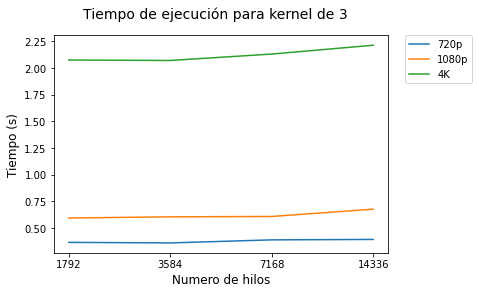 Tiempo de ejecución para kernel de 3
720p
1080p
4K
Tiempo (s)
2.25
2.00
1.75
1.50
1.25
1.00
0.75
0.50
1792
3584
7168
14336
Numero de hilos